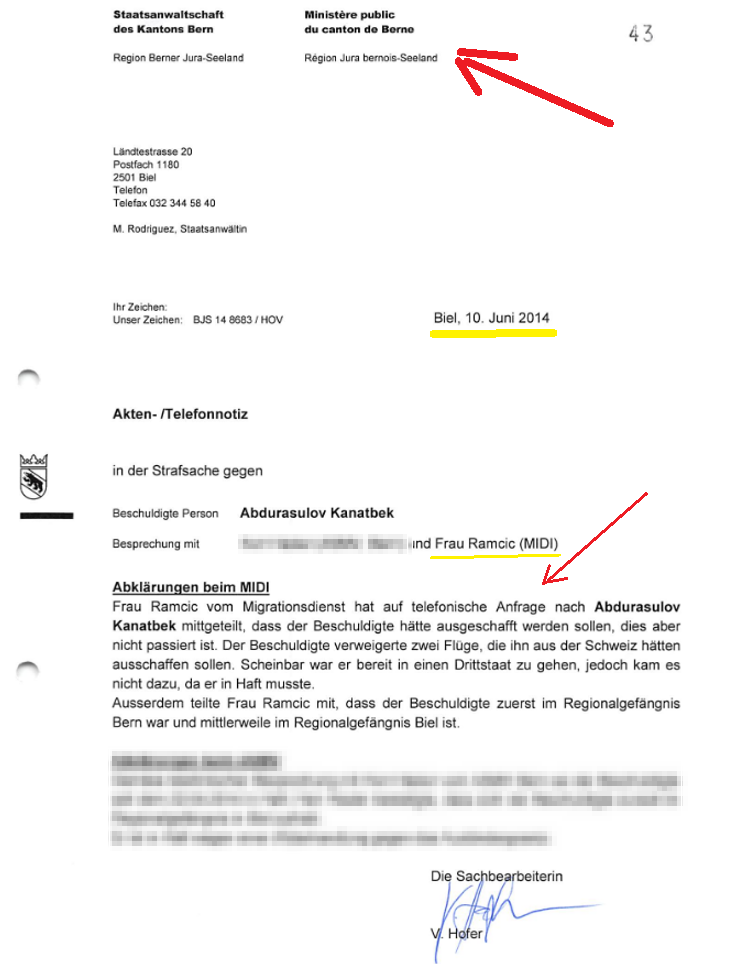 Staatsanwaltschaft
des Kantons Bern
Ministère public
du canton de Berne
43
Region Berner Jura-Seeland
Région Jura bernois-Seeland
Ländtestrasse 20
Postfach 1180
2501 Biel
Telefon
Telefax 032 344 58 40
M. Rodriguez, Staatsanwältin
Ihr Zeichen:
Unser Zeichen: BJS 14 8683 / HOV
Biel, 10. Juni 2014
Akten- /Telefonnotiz
in der Strafsache gegen
Beschuldigte Person Abdurasulov Kanatbek
Besprechung mit und Frau Ramcic (MIDI)
Abklärungen beim MIDI
Frau Ramcic vom Migrationsdienst hat auf telefonische Anfrage nach Abdurasulov
Kanatbek mittgeteilt, dass der Beschuldigte hätte ausgeschafft werden sollen, dies aber
nicht passiert ist. Der Beschuldigte verweigerte zwei Flüge, die ihn aus der Schweiz hätten
ausschaffen sollen. Scheinbar war er bereit in einen Drittstaat zu gehen, jedoch kam es
nicht dazu, da er in Haft musste.
Ausserdem teilte Frau Ramcic mit, dass der Beschuldigte zuerst im Regionalgefängnis
Bern war und mittlerweile im Regionalgefängnis Biel ist.
Die Sachbearbeiterin
V. Hofer